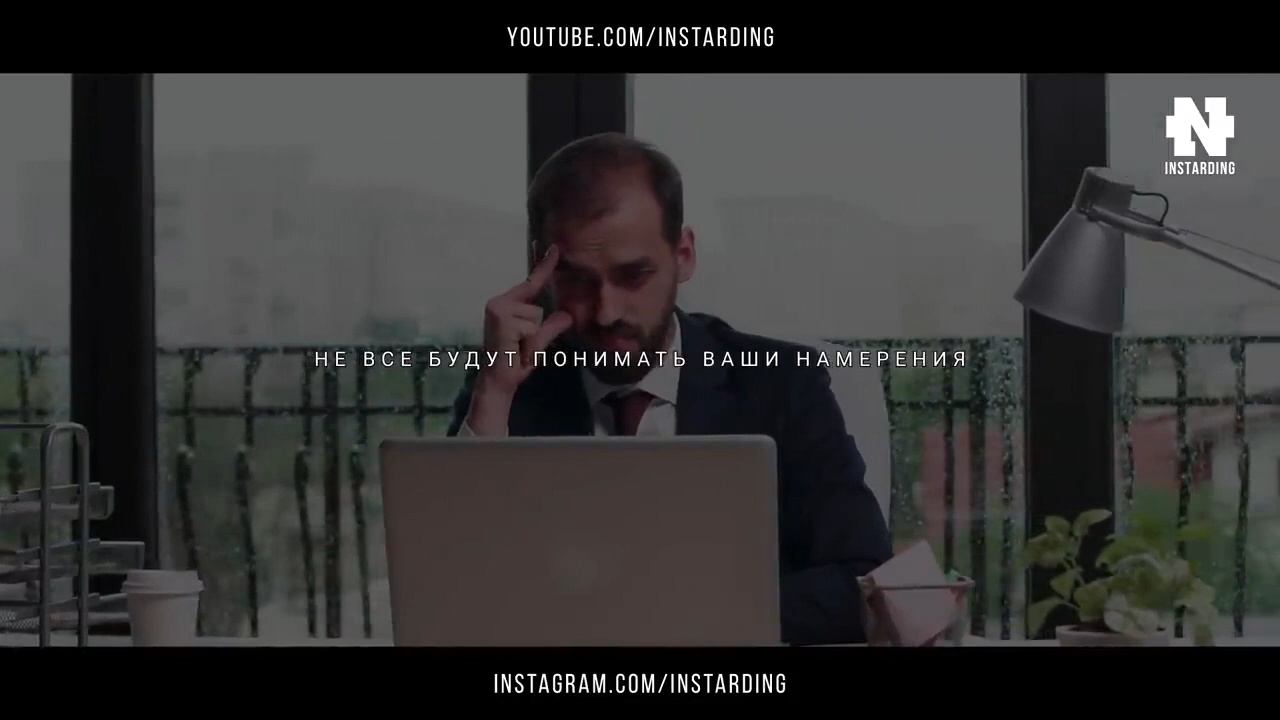 YOUTUBE.COM/INSTARDING
N
INSTARDING
НЕ ВСЕ БУДУТ ПОНИМАТЬ ВАШИ НАМЕРЕНИЯ
INSTAGRAM.COM/INSTARDING